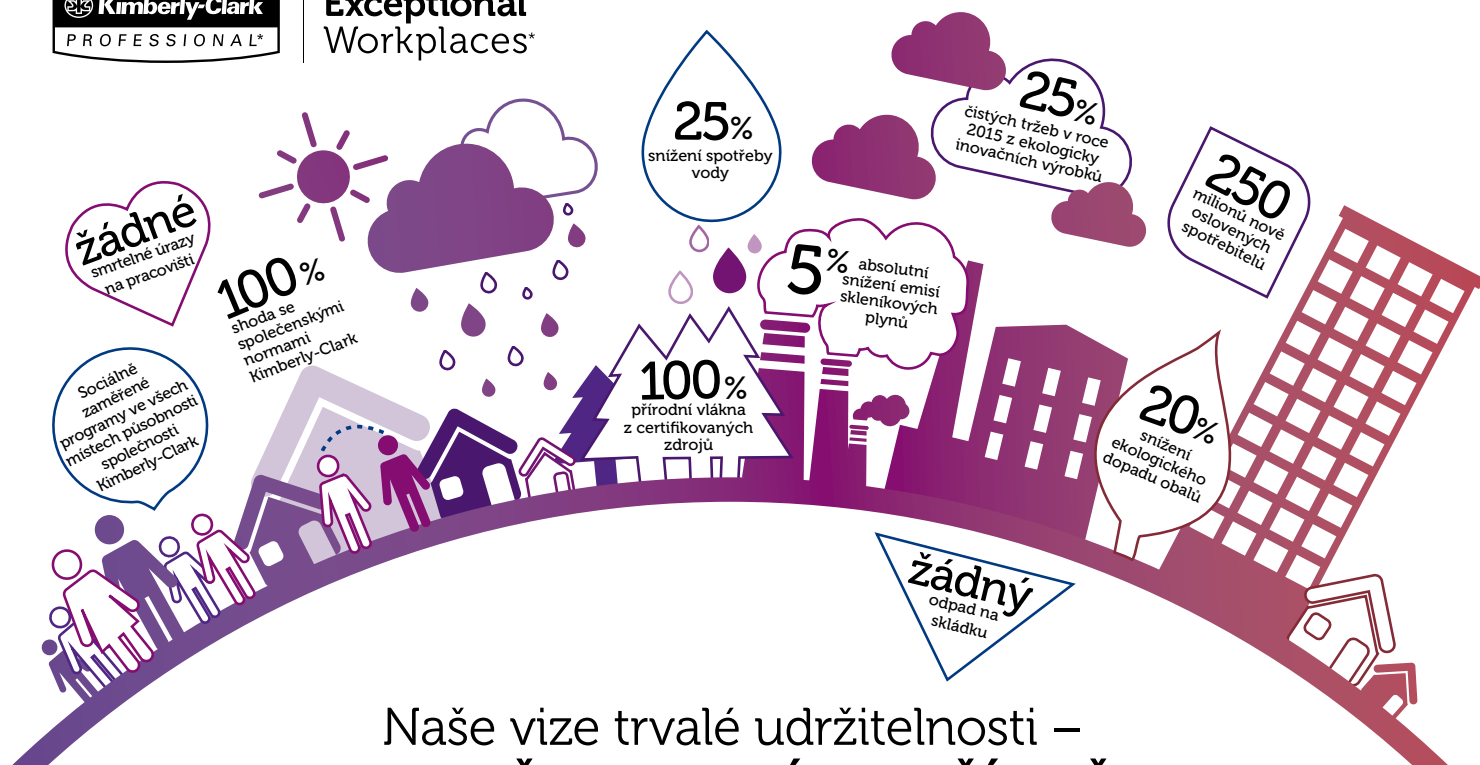 Kimberly-Clark
PROFESSIONAL*
Exceptional
Workplaces*
žádné
smrtelné úrazy
na pracovišti
100%
shoda se
společenskými
normami
Kimberly-Clark
Sociálně
zaměřené
programy ve všech
místech působnosti
společnosti
Kimberly-Clark
25%
snížení spotřeby
vody
100%
přírodní vlákna
z certifikovaných
zdrojů
5% absolutní
snížení emisí
skleníkových
plynů
25%
čistých tržeb v roce
2015 z ekologicky
inovačních výrobků
250
milionů nově
oslovených
spotřebitelů
20%
snížení
ekologického
dopadu obalů
žádný
odpad na
skládku
Naše vize trvalé udržitelnosti –